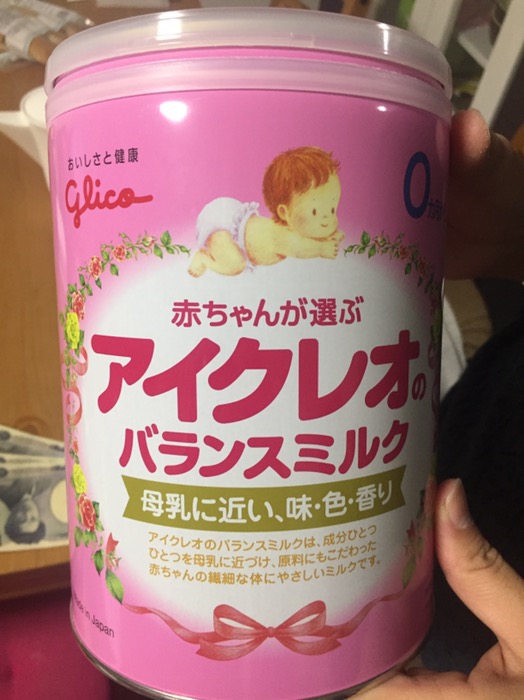 おいしさと健康
glico
0
赤ちゃんが選ぶ
アイクレオの
バランスミルク
母乳に近い、味・色・香り
アイクレオのバランスミルクは、成分ひとつ
ひとつを母乳に近づけ、原料にもこだわった
赤ちゃんの繊細な体にやさしいミルクです。
Made in Japan